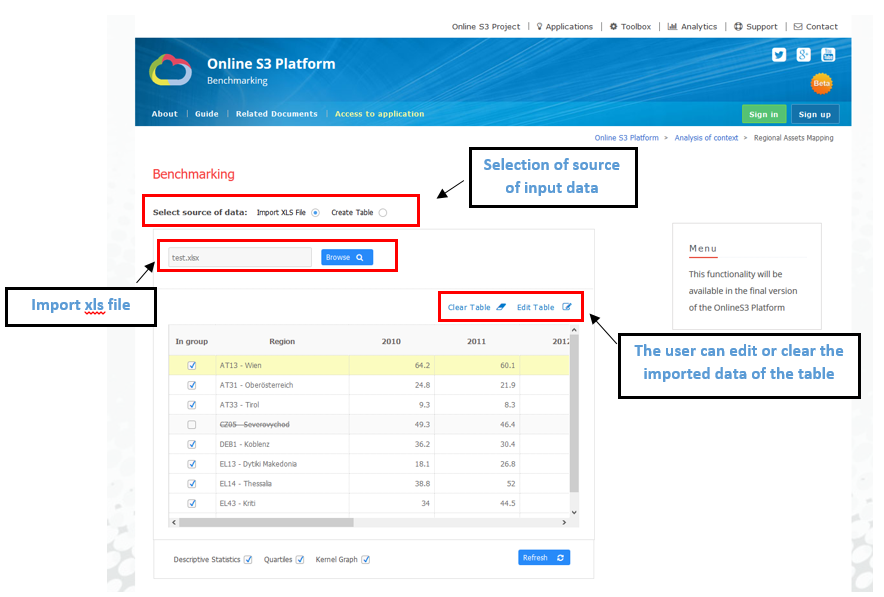 Online S3 Project | Applications | Toolbox | Analytics | Support | Contact
Online S3 Platform
Benchmarking
Beta
About | Guide | Related Documents | Access to application
Sign in Sign up
Online S3 Platform > Analysis of context > Regional Assets Mapping
Benchmarking
Selection of source
of input data
Select source of data: Import XLS File Create Table
test.xlsx Browse
Menu
This functionality will be
available in the final version
of the OnlineS3 Platform
Import xls file
Clear Table Edit Table
The user can edit or clear the
imported data of the table
In group Region 2010 2011 2012
AT13 - Wien 64.2 60.1
AT31 - Oberösterreich 24.8 21.9
AT33 - Tirol 9.3 8.3
CZ05 - Severovychod 49.3 46.4
DEB1 - Koblenz 36.2 30.4
EL13 - Dytiki Makedonia 18.1 26.8
EL14 - Thessalia 38.8 52
EL43 - Kriti 34 44.5
Descriptive Statistics Quartiles Kernel Graph Refresh